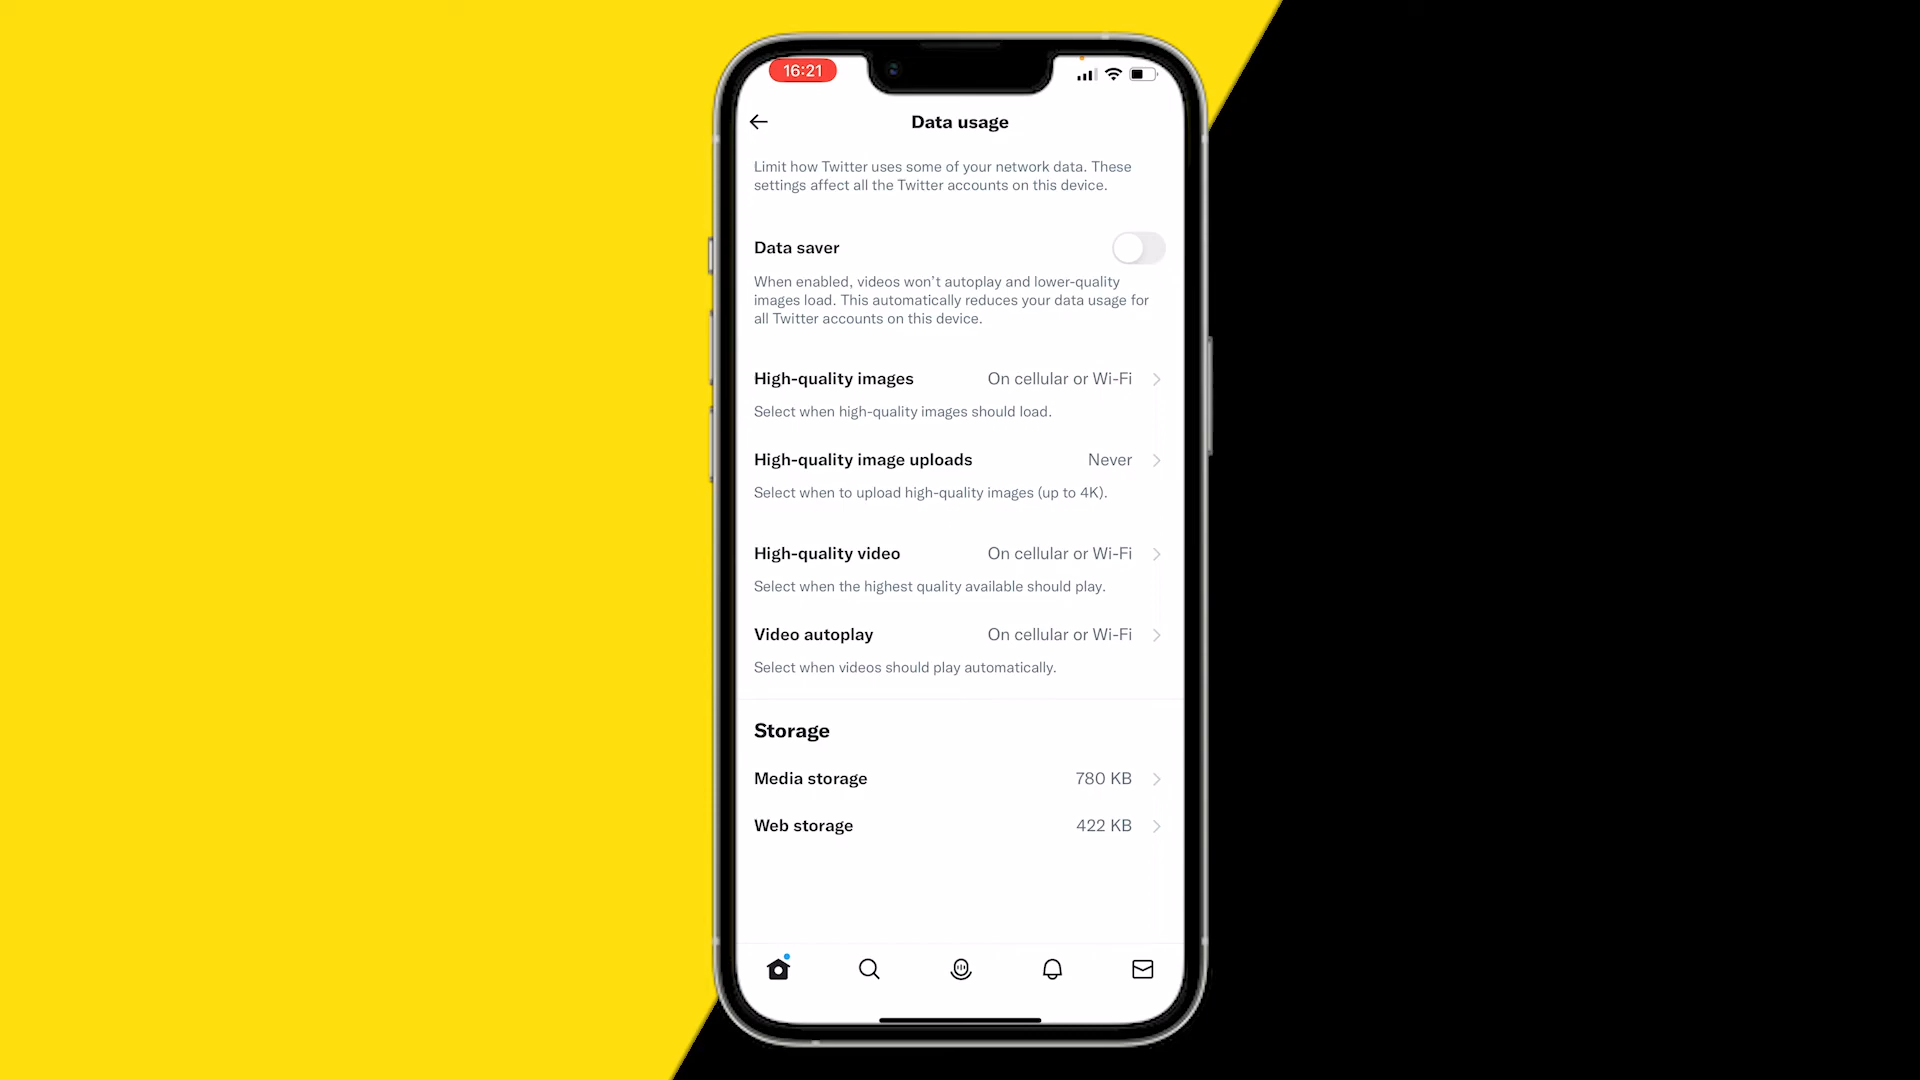 16:21
Data usage
Limit how Twitter uses some of your network data. These
settings affect all the Twitter accounts on this device.
Data saver
When enabled, videos won’t autoplay and lower-quality
images load. This automatically reduces your data usage for
all Twitter accounts on this device.
High-quality images On cellular or Wi-Fi
Select when high-quality images should load.
High-quality image uploads Never
Select when to upload high-quality images (up to 4K).
High-quality video On cellular or Wi-Fi
Select when the highest quality available should play.
Video autoplay On cellular or Wi-Fi
Select when videos should play automatically.
Storage
Media storage 780 KB
Web storage 422 KB